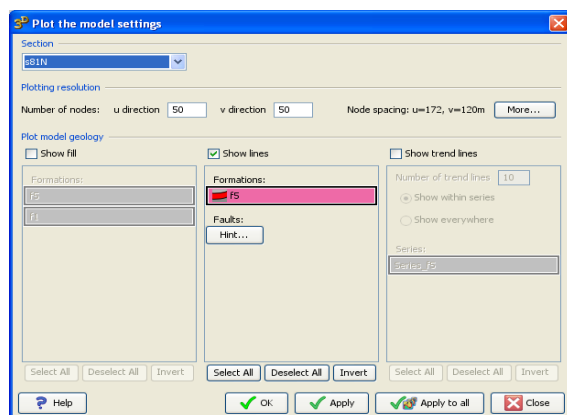 Plot the model settings
Section
s81N
Plotting resolution
Number of nodes: u direction 50 v direction 50 Node spacing: u=172, v=120m More...
Plot model geology
Show fill
Formations:
f5
f1
Select All Deselect All Invert
Show lines
Formations:
f5
Faults:
Hint...
Select All Deselect All Invert
Show trend lines
Number of trend lines 10
Show within series
Show everywhere
Series:
Series_f5
Select All Deselect All Invert
Help OK Apply Apply to all Close